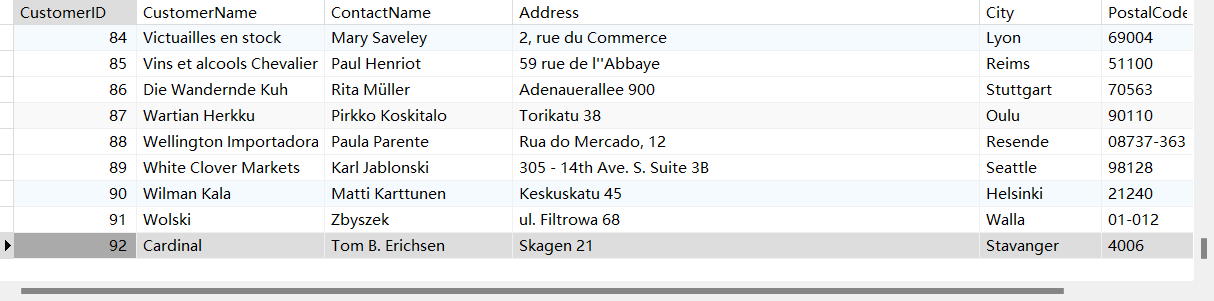 CustomerID CustomerName ContactName Address City PostalCode
84 Victuailles en stock Mary Saveley 2, rue du Commerce Lyon 69004
85 Vins et alcools Chevalier Paul Henriot 59 rue de l''Abbaye Reims 51100
86 Die Wandernde Kuh Rita Müller Adenauerallee 900 Stuttgart 70563
87 Wartian Herkku Pirkko Koskitalo Torikatu 38 Oulu 90110
88 Wellington Importadora Paula Parente Rua do Mercado, 12 Resende 08737-363
89 White Clover Markets Karl Jablonski 305 - 14th Ave. S. Suite 3B Seattle 98128
90 Wilman Kala Matti Karttunen Keskuskatu 45 Helsinki 21240
91 Wolski Zbyszek ul. Filtrowa 68 Walla 01-012
92 Cardinal Tom B. Erichsen Skagen 21 Stavanger 4006